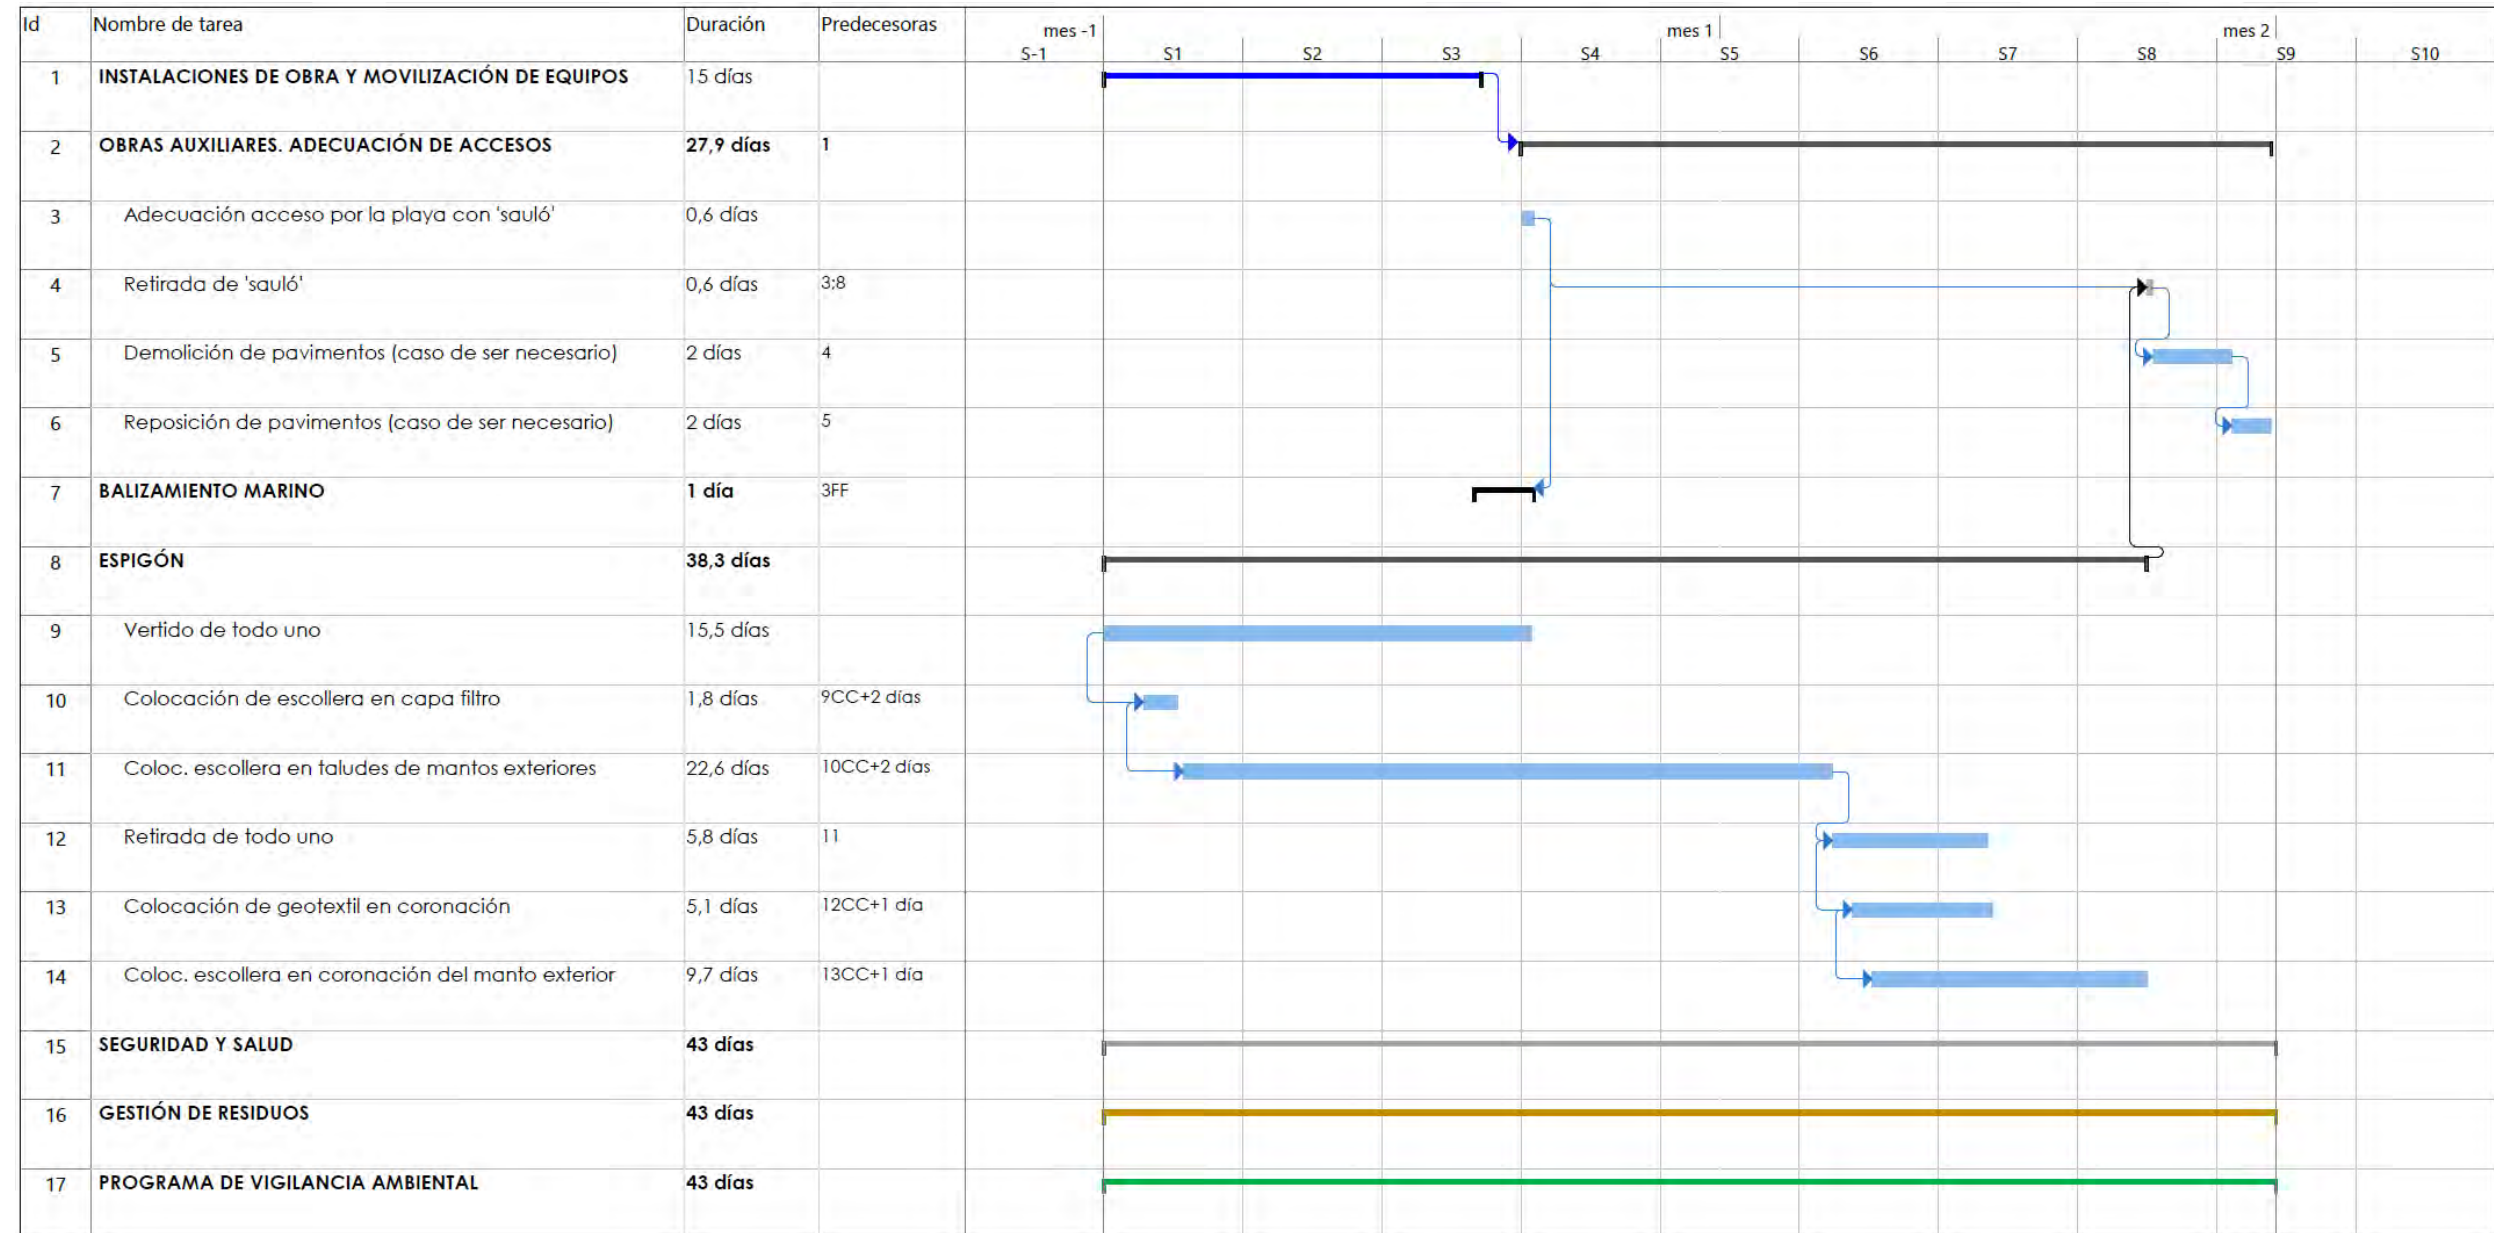 Id Nombre de tarea Duración Predecesoras mes -1 mes 1 mes 2
S-1 S1 S2 S3 S4 S5 S6 S7 S8 S9 S10
1 INSTALACIONES DE OBRA Y MOVILIZACIÓN DE EQUIPOS 15 días
2 OBRAS AUXILIARES. ADECUACIÓN DE ACCESOS 27,9 días 1
3 Adecuación acceso por la playa con 'sauló' 0,6 días
4 Retirada de 'sauló' 0,6 días 3;8
5 Demolición de pavimentos (caso de ser necesario) 2 días 4
6 Reposición de pavimentos (caso de ser necesario) 2 días 5
7 BALIZAMIENTO MARINO 1 día 3FF
8 ESPIGÓN 38,3 días
9 Vertido de todo uno 15,5 días
10 Colocación de escollera en capa filtro 1,8 días 9CC+2 días
11 Coloc. escollera en taludes de mantos exteriores 22,6 días 10CC+2 días
12 Retirada de todo uno 5,8 días 11
13 Colocación de geotextil en coronación 5,1 días 12CC+1 día
14 Coloc. escollera en coronación del manto exterior 9,7 días 13CC+1 día
15 SEGURIDAD Y SALUD 43 días
16 GESTIÓN DE RESIDUOS 43 días
17 PROGRAMA DE VIGILANCIA AMBIENTAL 43 días